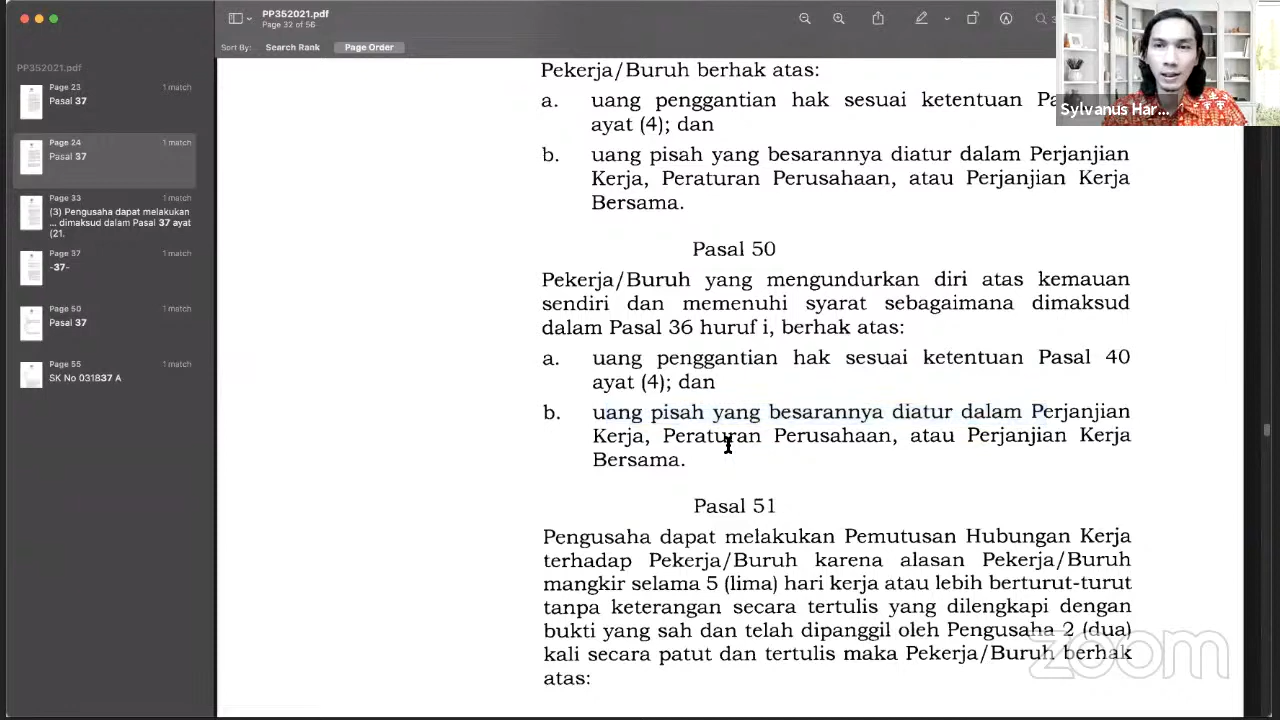 PP352021.pdf
Page 32 of 56
Sort By: Search Rank Page Order
PP352021.pdf
Page 23 1 match
Pasal 37
Page 24 1 match
Pasal 37
Page 33 1 match
(3) Pengusaha dapat melakukan
... dimaksud dalam Pasal 37 ayat
(21.
Page 37 1 match
-37-
Page 50 1 match
Pasal 37
Page 55 1 match
SK No 031837 A
Sylvanus Har...
Pekerja/Buruh berhak atas:
a. uang penggantian hak sesuai ketentuan
ayat (4); dan
b. uang pisah yang besarannya diatur dalam Perjanjian
Kerja, Peraturan Perusahaan, atau Perjanjian Kerja
Bersama.
Pasal 50
Pekerja/Buruh yang mengundurkan diri atas kemauan
sendiri dan memenuhi syarat sebagaimana dimaksud
dalam Pasal 36 huruf i, berhak atas:
a. uang penggantian hak sesuai ketentuan Pasal 40
ayat (4); dan
b. uang pisah yang besarannya diatur dalam Perjanjian
Kerja, Peraturan Perusahaan, atau Perjanjian Kerja
Bersama.
Pasal 51
Pengusaha dapat melakukan Pemutusan Hubungan Kerja
terhadap Pekerja/Buruh karena alasan Pekerja/Buruh
mangkir selama 5 (lima) hari kerja atau lebih berturut-turut
tanpa keterangan secara tertulis yang dilengkapi dengan
bukti yang sah dan telah dipanggil oleh Pengusaha 2 (dua)
kali secara patut dan tertulis maka Pekerja/Buruh berhak
atas:
zoom